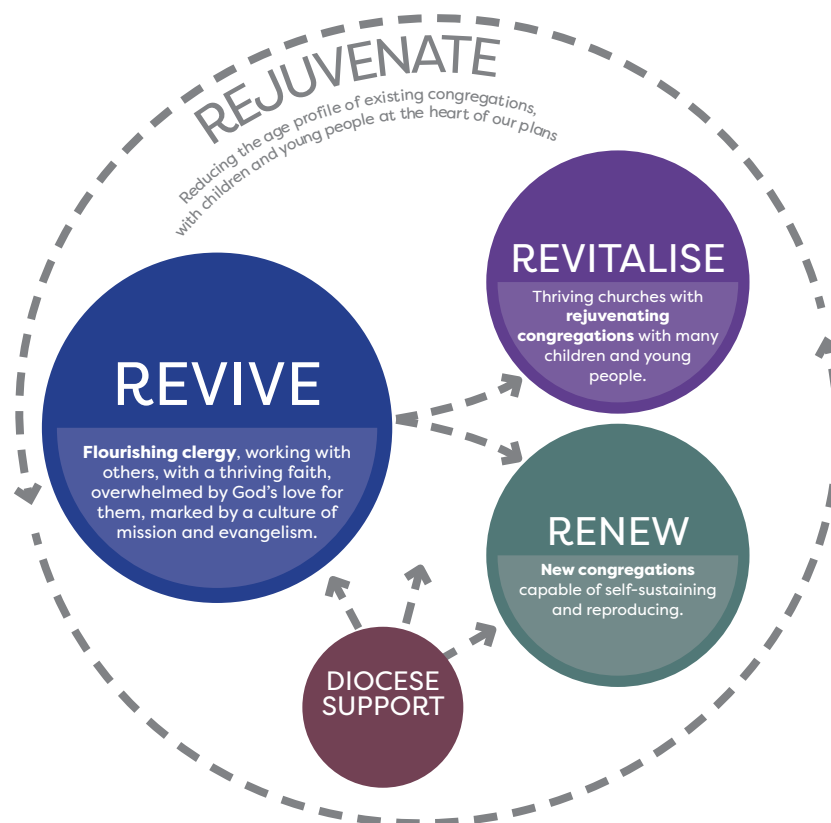 REJUVENATE
Reducing the age profile of existing congregations,
with children and young people at the heart of our plans
REVITALISE
Thriving churches with
rejuvenating
congregations with many
children and young
people.
REVIVE
Flourishing clergy, working with
others, with a thriving faith,
overwhelmed by God’s love for
them, marked by a culture of
mission and evangelism.
RENEW
New congregations
capable of self-sustaining
and reproducing.
DIOCESE
SUPPORT